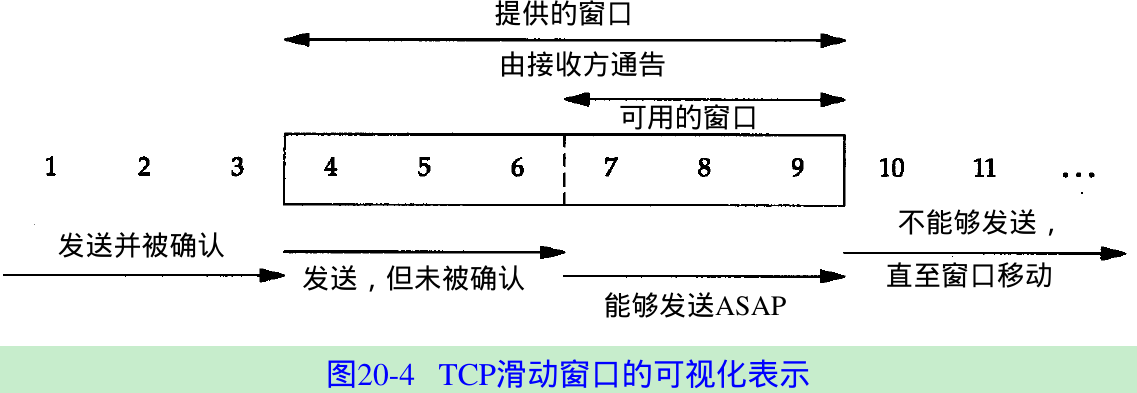 提供的窗口
由接收方通告
可用的窗口
1 2 3 4 5 6 7 8 9 10 11 ...
发送并被确认
发送，但未被确认
能够发送ASAP
不能够发送，
直至窗口移动
图20-4 TCP滑动窗口的可视化表示